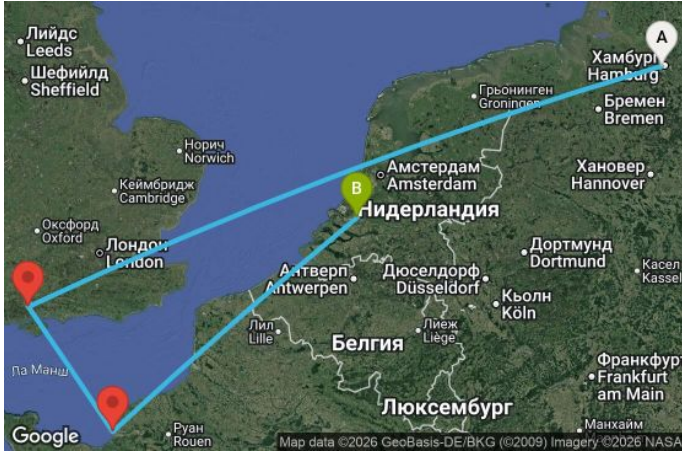 Лийдс
Leeds
Шефийлд
Sheffield
Норич
Norwich
Кеймбридж
Cambridge
Оксфорд
Oxford
Лондон
London
A
Хамбург
Hamburg
Грьонинген
Groningen
Бремен
Bremen
Амстердам
Amsterdam
Хановер
Hannover
B
Нидерландия
Антверп
Antwerpen
Дюселдорф
Düsseldorf
Дортмунд
Dortmund
Касел
Kassel
Кьолн
Köln
Лил
Lille
Белгия
Лиеж
Liège
Ла Манш
Франкфурт
Frankfurt
am Main
Люксембург
Руан
Rouen
Манхайм
Google
Map data ©2026 GeoBasis-DE/BKG (©2009) Imagery ©2026 NASA